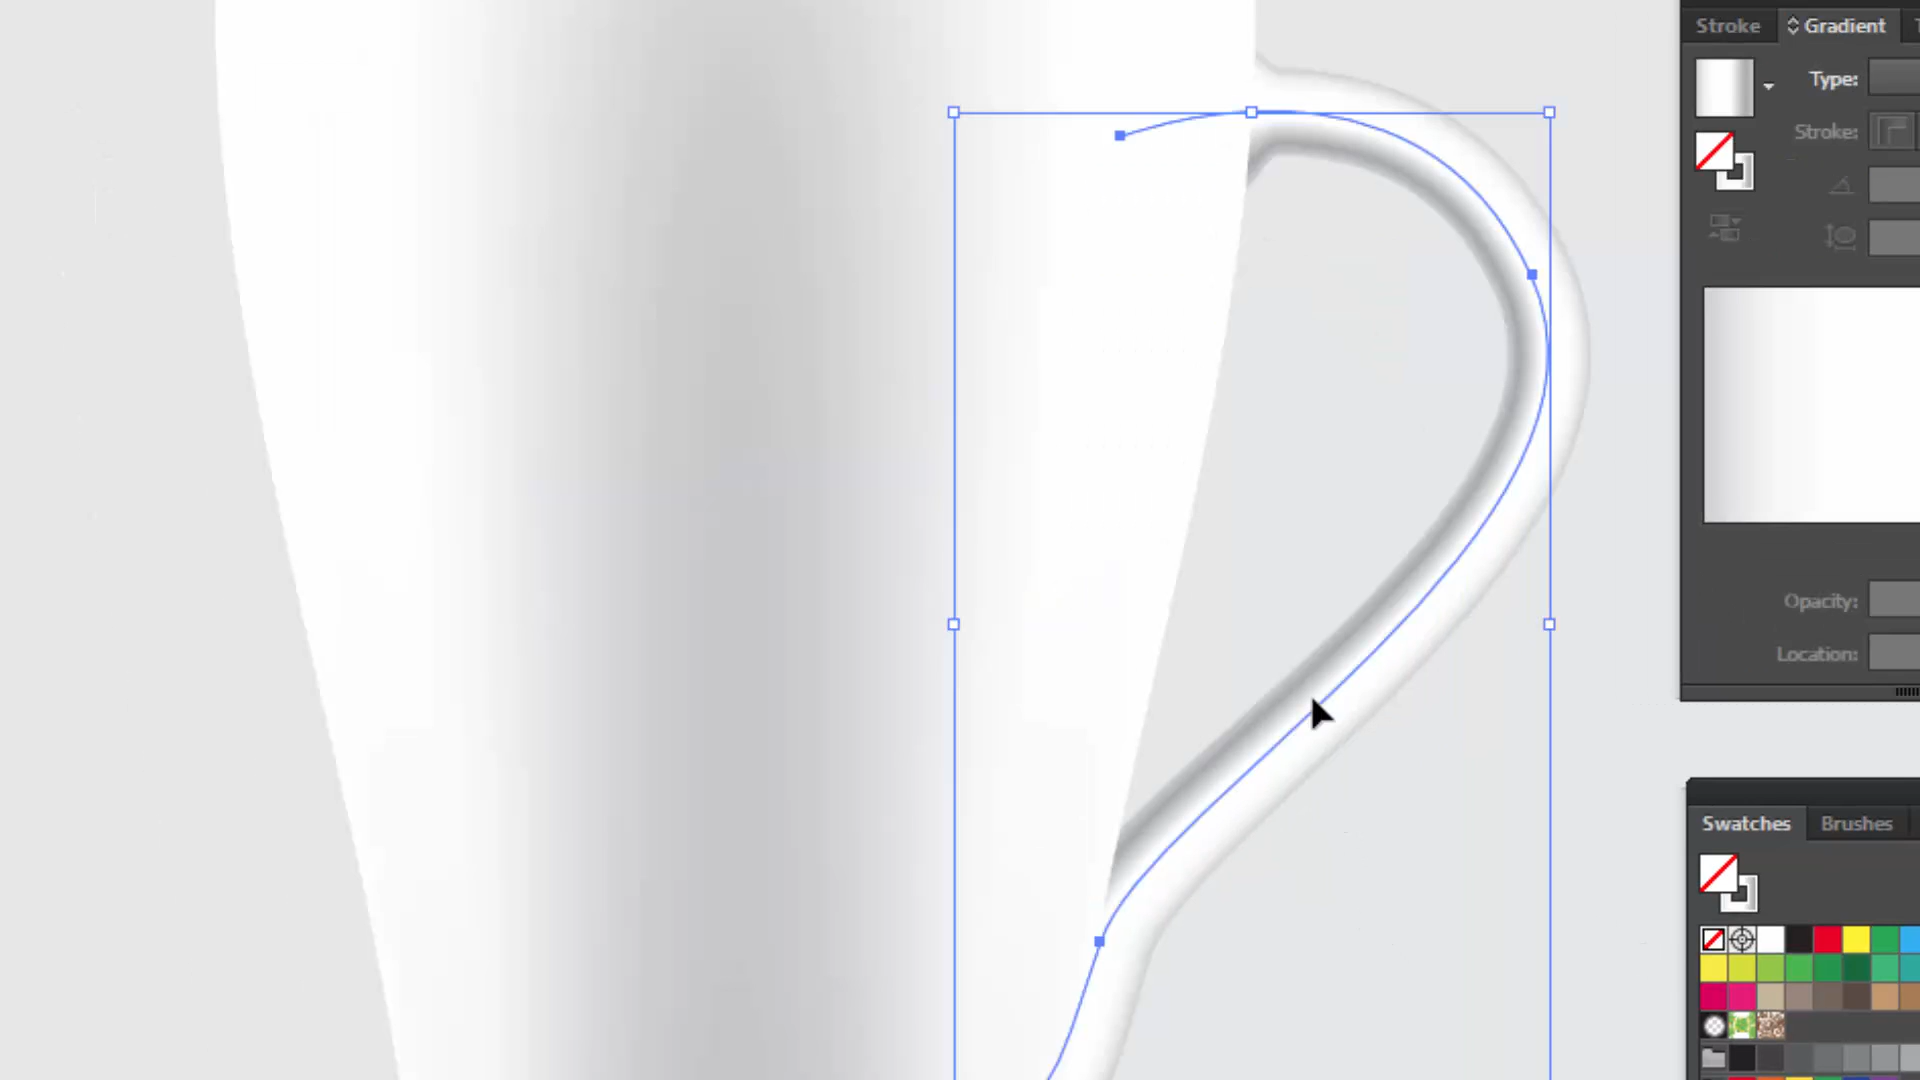 Stroke
Gradient
Type:
Stroke:
Opacity:
Location:
Swatches
Brushes